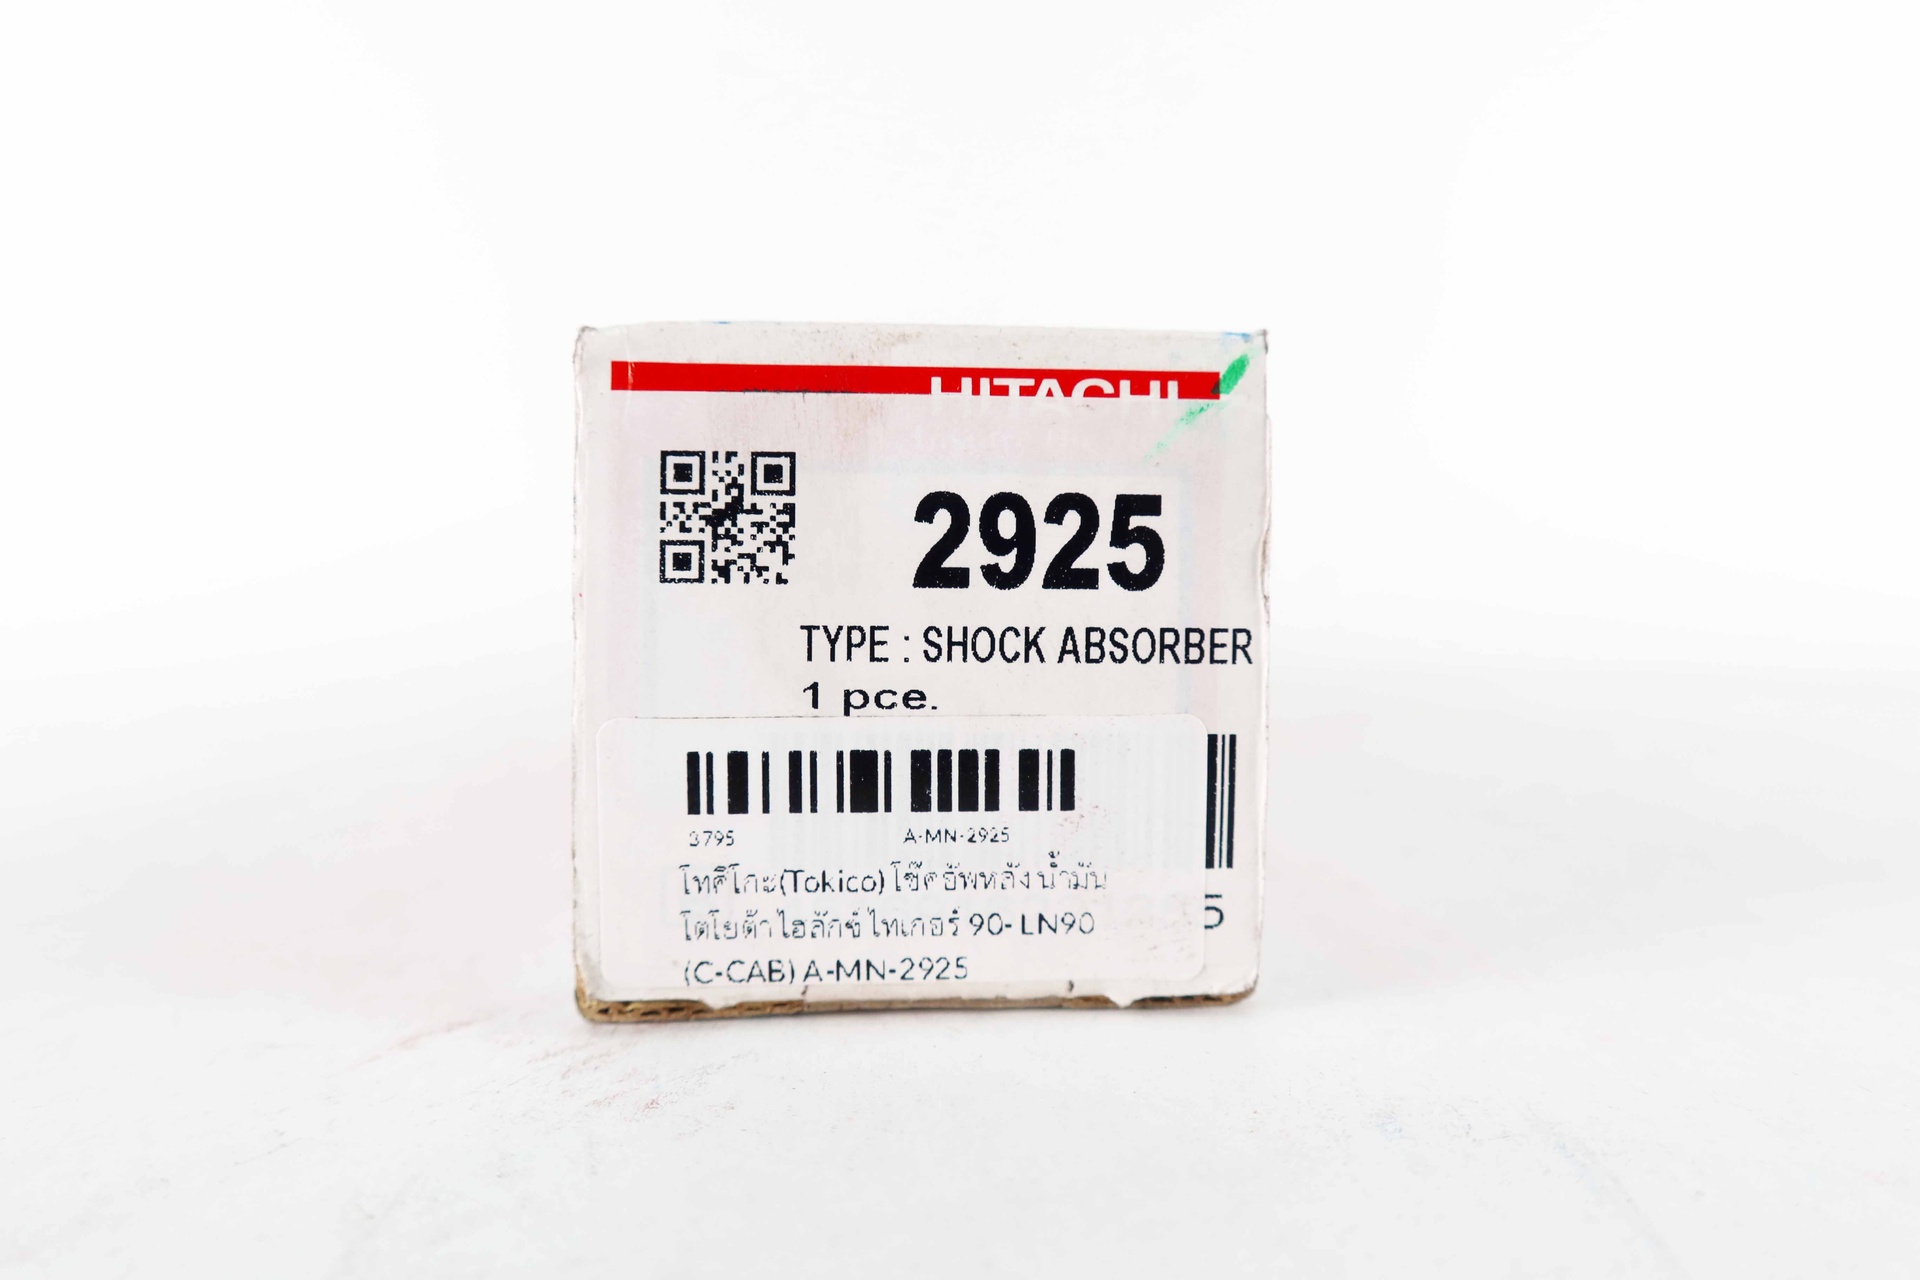 HITACHI
2925
TYPE : SHOCK ABSORBER
1 pce.
3795 A-MN-2925
โทคิโกะ(Tokico) โช๊คอัพหลัง น้ำมัน
โตโยต้า ไฮลักซ์ ไทเกอร์ 90- LN90
5
(C-CAB) A-MN-2925